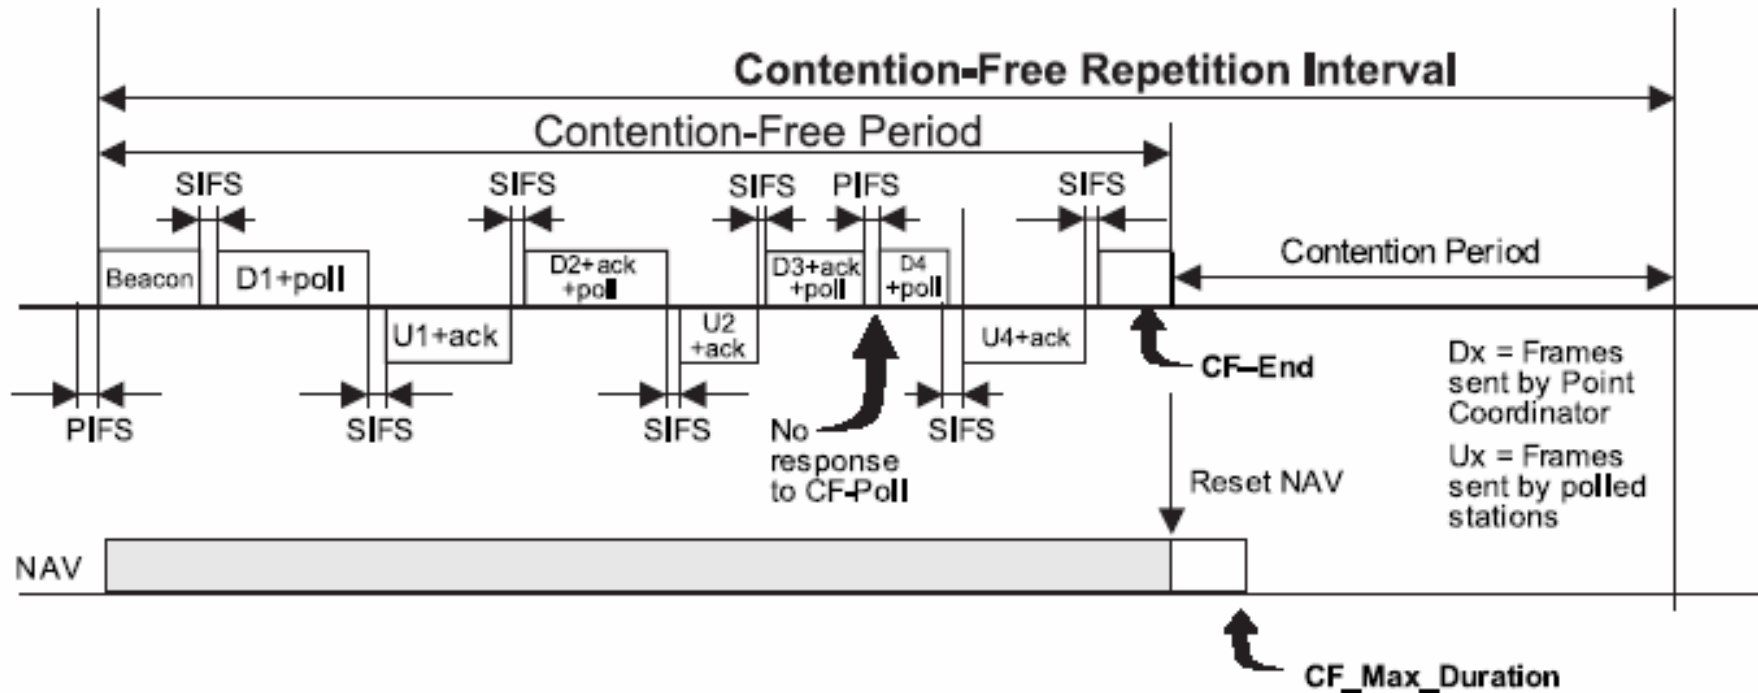 Contention-Free Repetition Interval
Contention-Free Period
SIFS
SIFS
SIFS
PIFS
SIFS
Contention Period
Beacon
D1+poll
D2+ack
+poll
D3+ack
+poll
D4
+poll
U1+ack
U2
+ack
U4+ack
CF-End
Dx = Frames
sent by Point
Coordinator
PIFS
SIFS
SIFS
No
response
to CF-Poll
SIFS
Ux = Frames
sent by polled
stations
Reset NAV
NAV
CF_Max_Duration